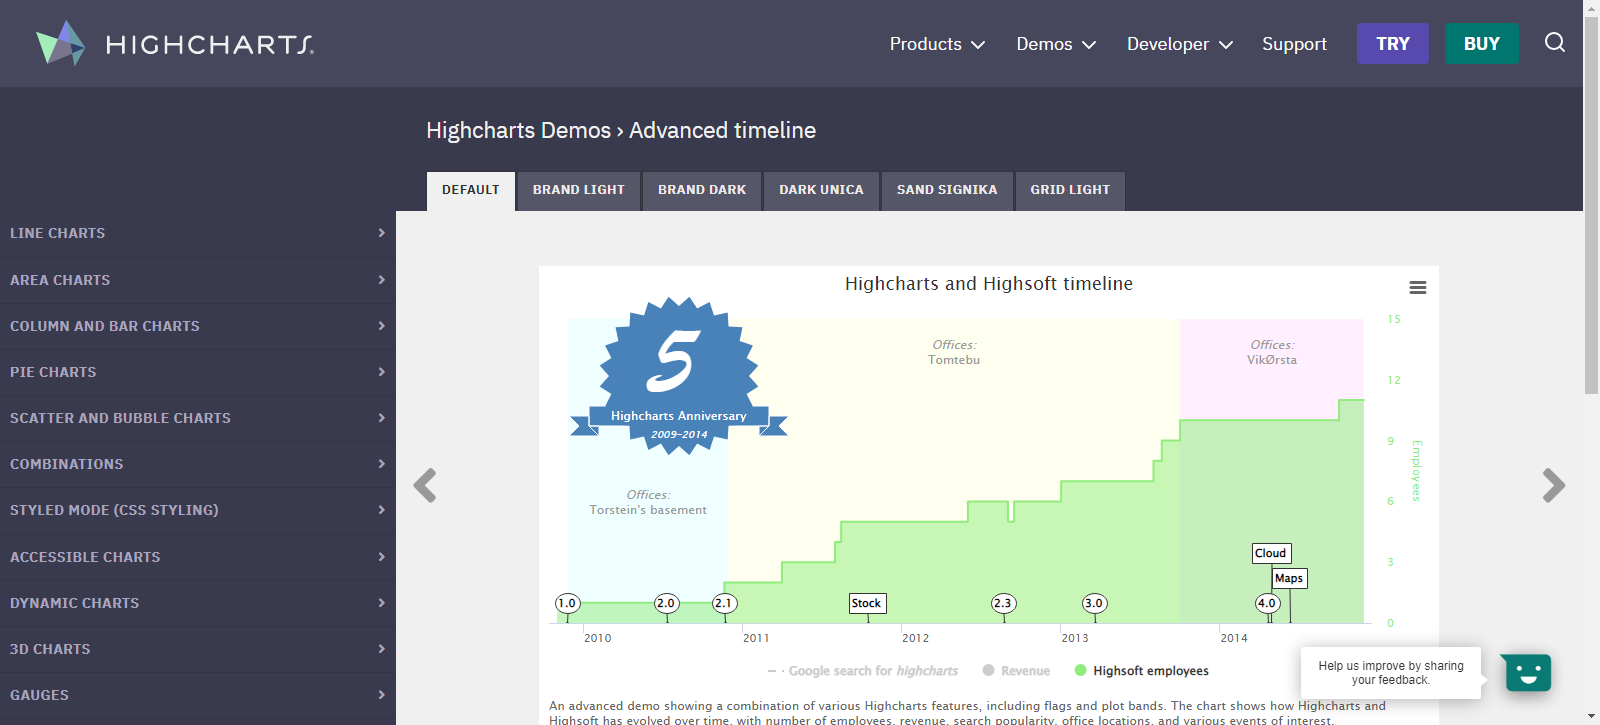 HIGHCHARTS®
Products Demos Developer Support TRY BUY
Highcharts Demos › Advanced timeline
DEFAULT BRAND LIGHT BRAND DARK DARK UNICA SAND SIGNIKA GRID LIGHT
LINE CHARTS
AREA CHARTS
COLUMN AND BAR CHARTS
PIE CHARTS
SCATTER AND BUBBLE CHARTS
COMBINATIONS
STYLED MODE (CSS STYLING)
ACCESSIBLE CHARTS
DYNAMIC CHARTS
3D CHARTS
GAUGES
Highcharts and Highsoft timeline
5
Highcharts Anniversary
2009-2014
Offices:
Torstein's basement
Offices:
Tomtebu
Offices:
VikØrsta
15
12
9
6
3
0
Employees
Cloud
Maps
1.0 2.0 2.1 Stock 2.3 3.0 4.0
2010 2011 2012 2013 2014
Google search for highcharts Revenue Highsoft employees
An advanced demo showing a combination of various Highcharts features, including flags and plot bands. The chart shows how Highcharts and
Highsoft has evolved over time, with number of employees, revenue, search popularity, office locations, and various events of interest.
Help us improve by sharing
your feedback.